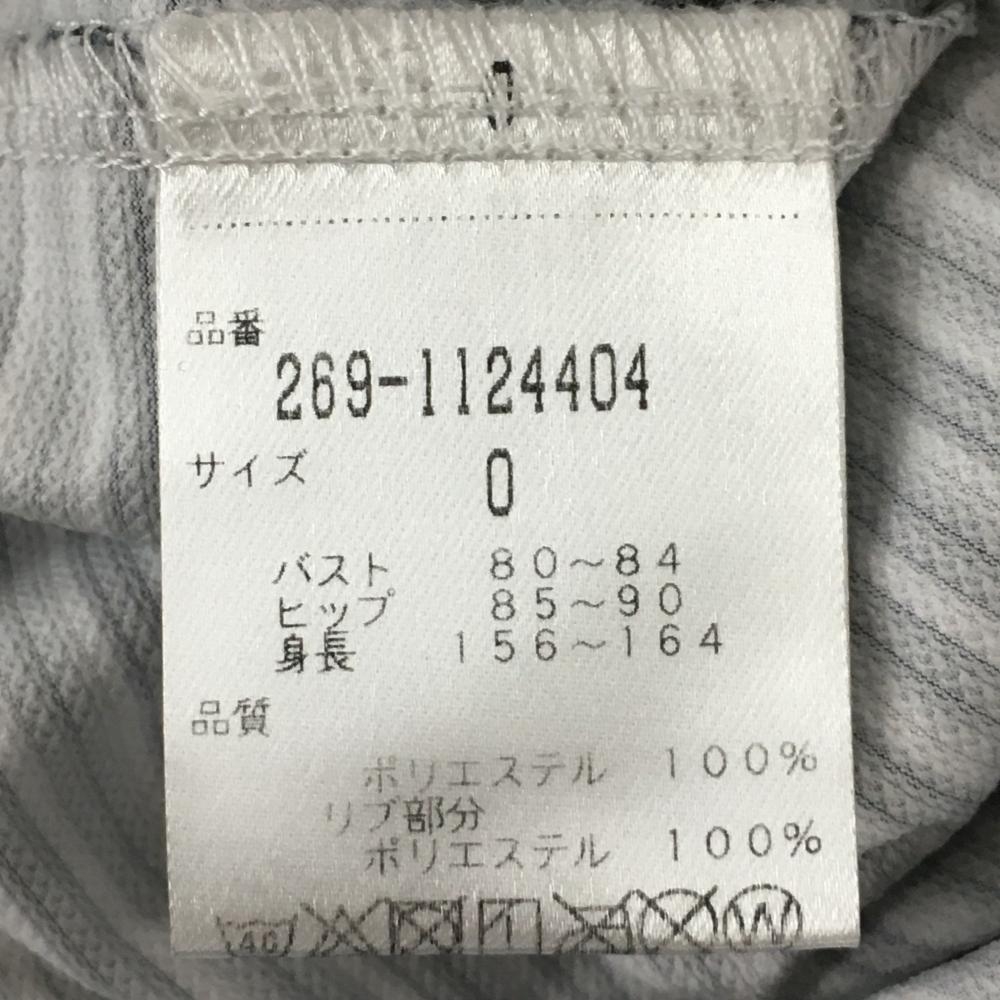 品番
269-1124404
サイズ 0
バスト 80～84
ヒップ 85～90
身長 156～164
品質
ポリエステル 100%
リブ部分
ポリエステル 100%
40 W